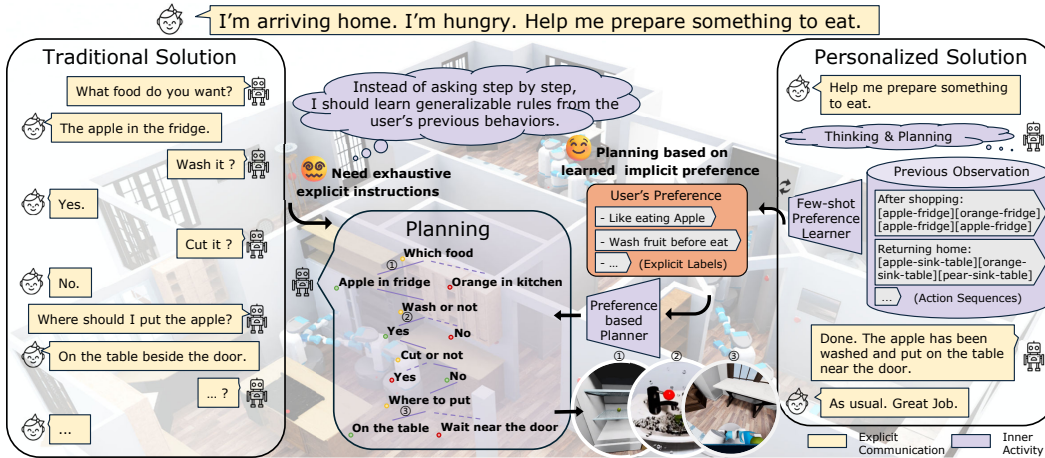 I'm arriving home. I'm hungry. Help me prepare something to eat.
Traditional Solution
What food do you want?
The apple in the fridge.
Wash it ?
Yes.
Cut it ?
No.
Where should I put the apple?
On the table beside the door.
... ?
...
Instead of asking step by step,
I should learn generalizable rules from the
user's previous behaviors.
Need exhaustive
explicit instructions
Planning based on
learned implicit preference
Planning
Which food
①
Apple in fridge
Orange in kitchen
Wash or not
②
Yes
No
Cut or not
Yes
No
Where to put
③
On the table
Wait near the door
User's Preference
- Like eating Apple
- Wash fruit before eat
- ...
(Explicit Labels)
Preference
based
Planner
①
②
③
Few-shot
Preference
Learner
Personalized Solution
Help me prepare something
to eat.
Thinking & Planning
Previous Observation
After shopping:
[apple-fridge][orange-fridge]
[apple-fridge][apple-fridge]
Returning home:
[apple-sink-table][orange-
sink-table][pear-sink-table]
...
(Action Sequences)
Done. The apple has been
washed and put on the table
near the door.
As usual. Great Job.
Explicit
Communication
Inner
Activity